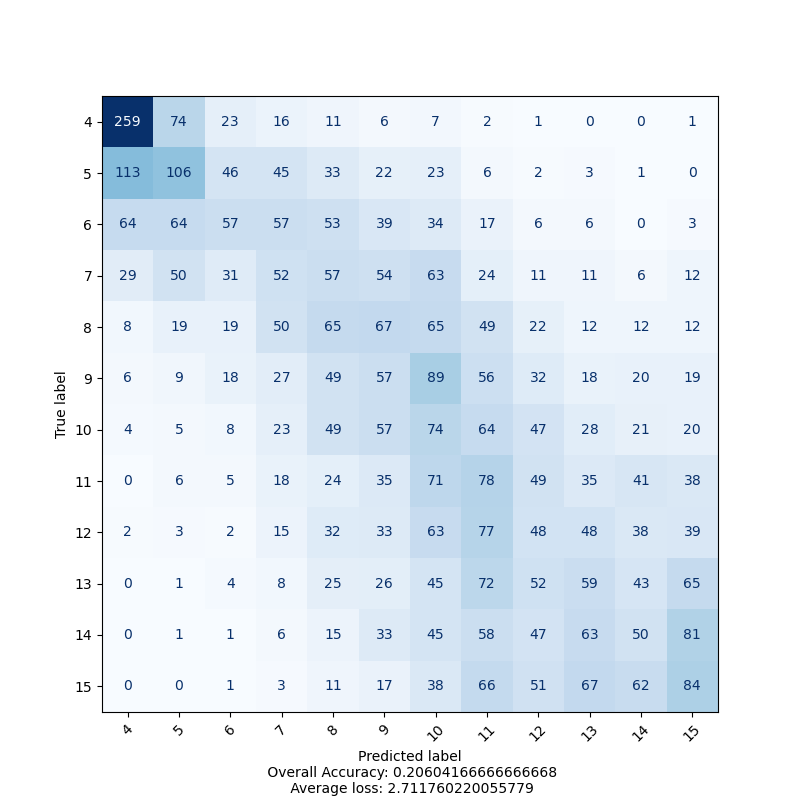 4 259 74 23 16 11 6 7 2 1 0 0 1
5 113 106 46 45 33 22 23 6 2 3 1 0
6 64 64 57 57 53 39 34 17 6 6 0 3
7 29 50 31 52 57 54 63 24 11 11 6 12
8 8 19 19 50 65 67 65 49 22 12 12 12
9 6 9 18 27 49 57 89 56 32 18 20 19
True label
10 4 5 8 23 49 57 74 64 47 28 21 20
11 0 6 5 18 24 35 71 78 49 35 41 38
12 2 3 2 15 32 33 63 77 48 48 38 39
13 0 1 4 8 25 26 45 72 52 59 43 65
14 0 1 1 6 15 33 45 58 47 63 50 81
15 0 0 1 3 11 17 38 66 51 67 62 84
4 5 6 7 8 9 10 11 12 13 14 15
Predicted label
Overall Accuracy: 0.20604166666666668
Average loss: 2.711760220055779